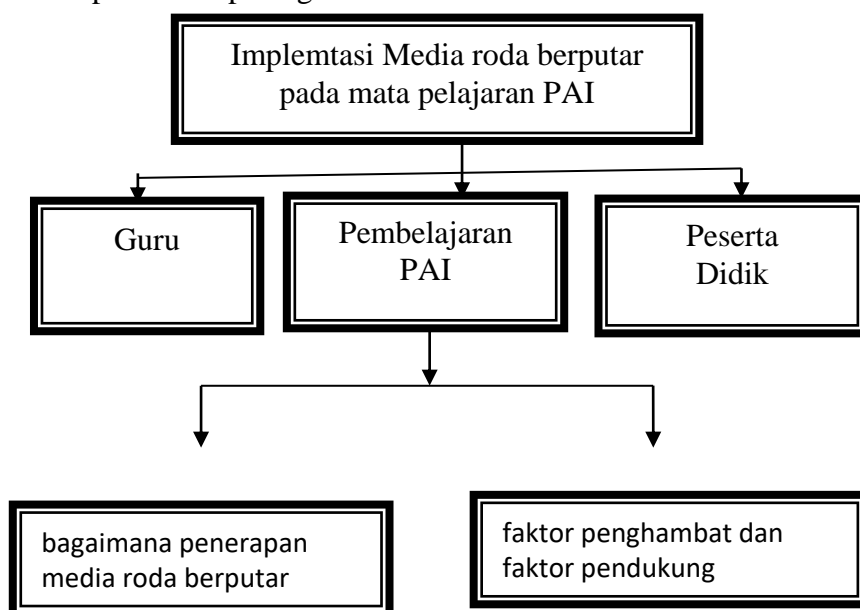 Implemtasi Media roda berputar
pada mata pelajaran PAI
Guru
Pembelajaran
PAI
Peserta
Didik
bagaimana penerapan
media roda berputar
faktor penghambat dan
faktor pendukung